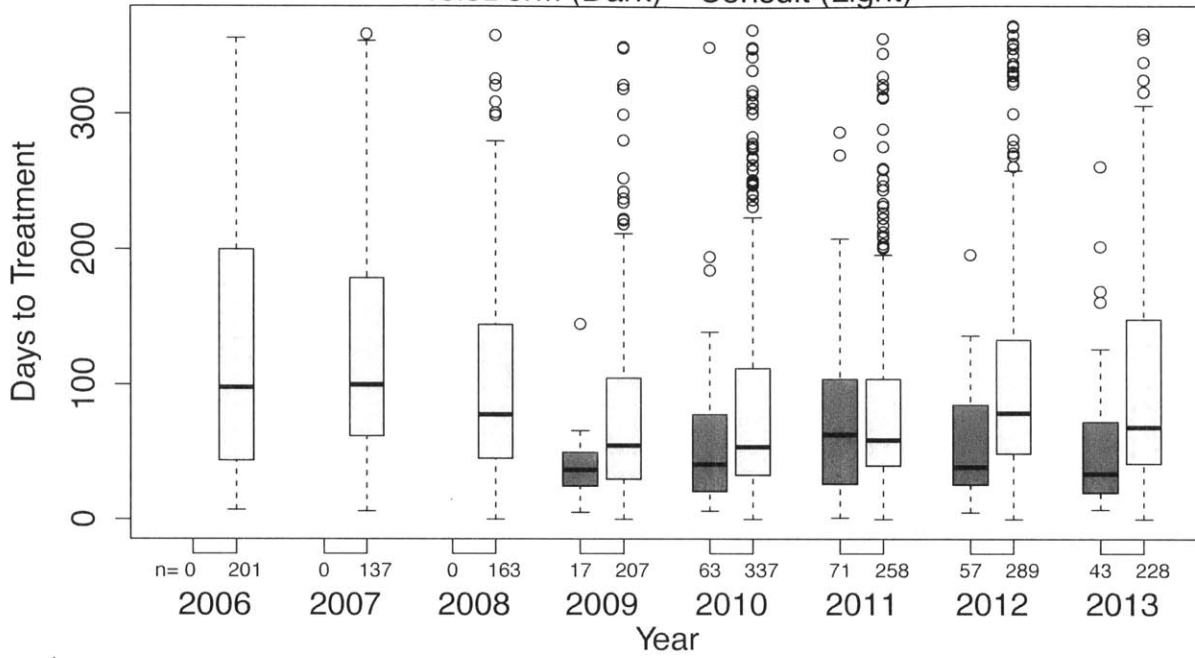 (Dark) - Consult (Light)
Days to Treatment
300
200
100
0
n= 0 201 0 137 0 163 17 207 63 337 71 258 57 289 43 228
2006 2007 2008 2009 2010 2011 2012 2013
Year